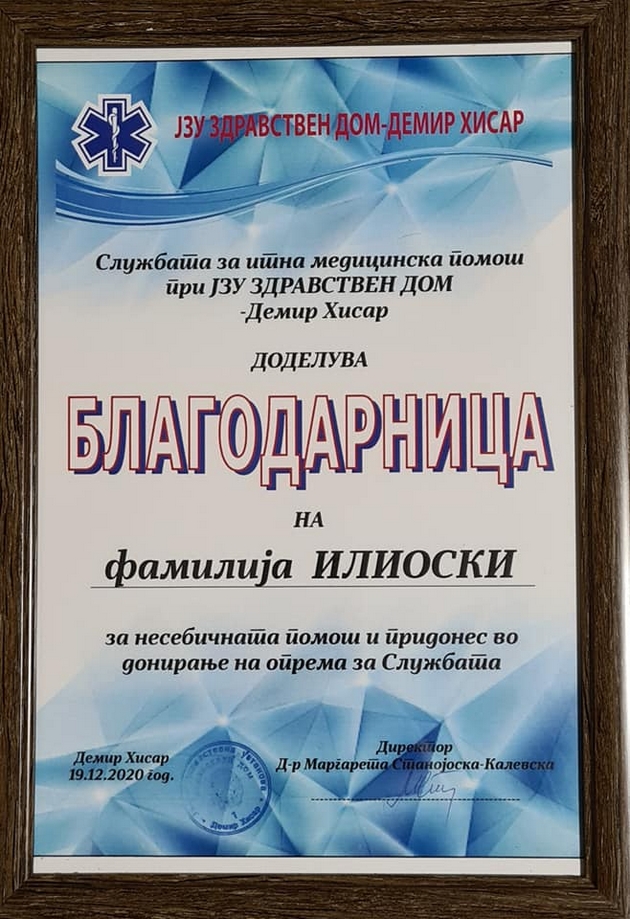 ЈЗУ ЗДРАВСТВЕН ДОМ-ДЕМИР ХИСАР
Службата за итна медицинска помош
при ЈЗУ ЗДРАВСТВЕН ДОМ
-Демир Хисар
ДОДЕЛУВА
БЛАГОДАРНИЦА
НА
фамилија ИЛИОСКИ
за несебичната помош и придонес во
донирање на опрема за Службата
Демир Хисар
19.12.2020 год.
Директор
Д-р Маргарета Станојоска-Калевска
Демир Хисар